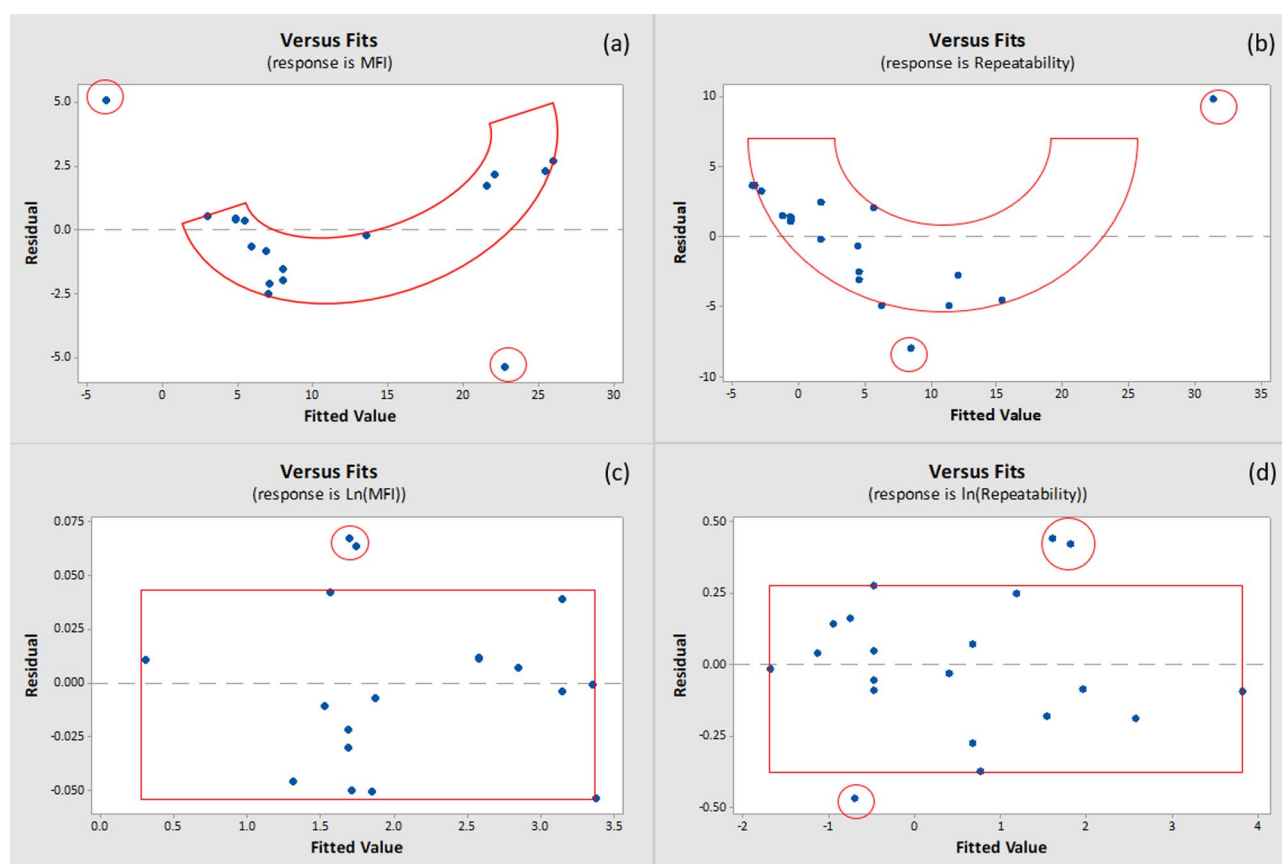 Versus Fits
(response is MFI)
(a)
5.0
2.5
0.0
-2.5
-5.0
Residual
-5
0
5
10
15
20
25
30
Fitted Value
Versus Fits
(response is Repeatability)
(b)
10
5
0
-5
-10
Residual
-5
0
5
10
15
20
25
30
35
Fitted Value
Versus Fits
(response is Ln(MFI))
(c)
0.075
0.050
0.025
0.000
-0.025
-0.050
Residual
0.0
0.5
1.0
1.5
2.0
2.5
3.0
3.5
Fitted Value
Versus Fits
(response is ln(Repeatability))
(d)
0.50
0.25
0.00
-0.25
-0.50
Residual
-2
-1
0
1
2
3
4
Fitted Value